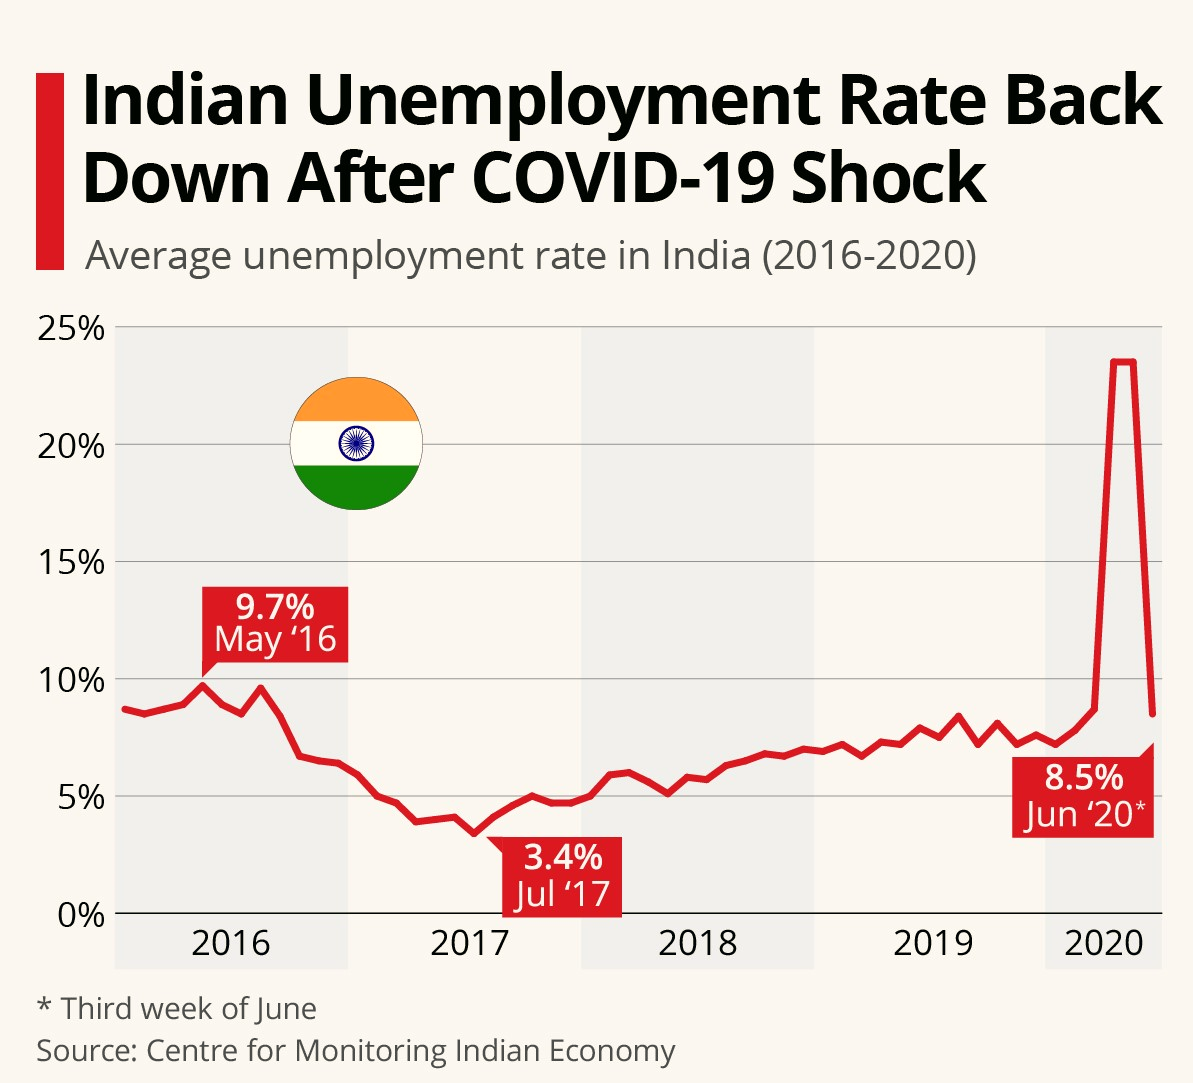 Indian Unemployment Rate Back
Down After COVID-19 Shock
Average unemployment rate in India (2016-2020)
25%
20%
15%
10%
5%
0%
9.7%
May ‘16
3.4%
Jul ‘17
8.5%
Jun ‘20*
2016
2017
2018
2019
2020
* Third week of June
Source: Centre for Monitoring Indian Economy